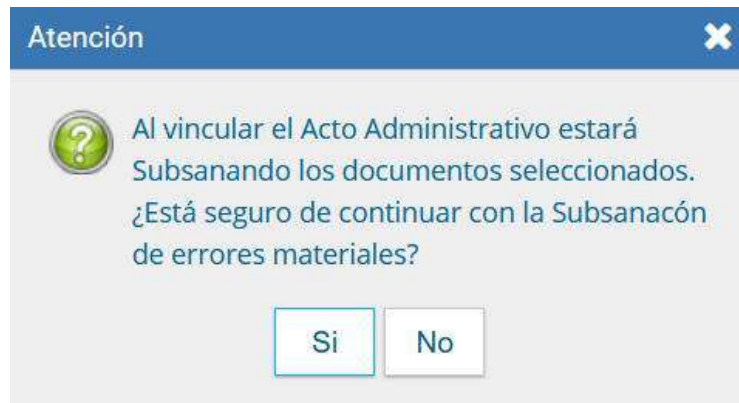 Atención
Al vincular el Acto Administrativo estará
Subsanando los documentos seleccionados.
¿Está seguro de continuar con la Subsanacón
de errores materiales?
Si
No